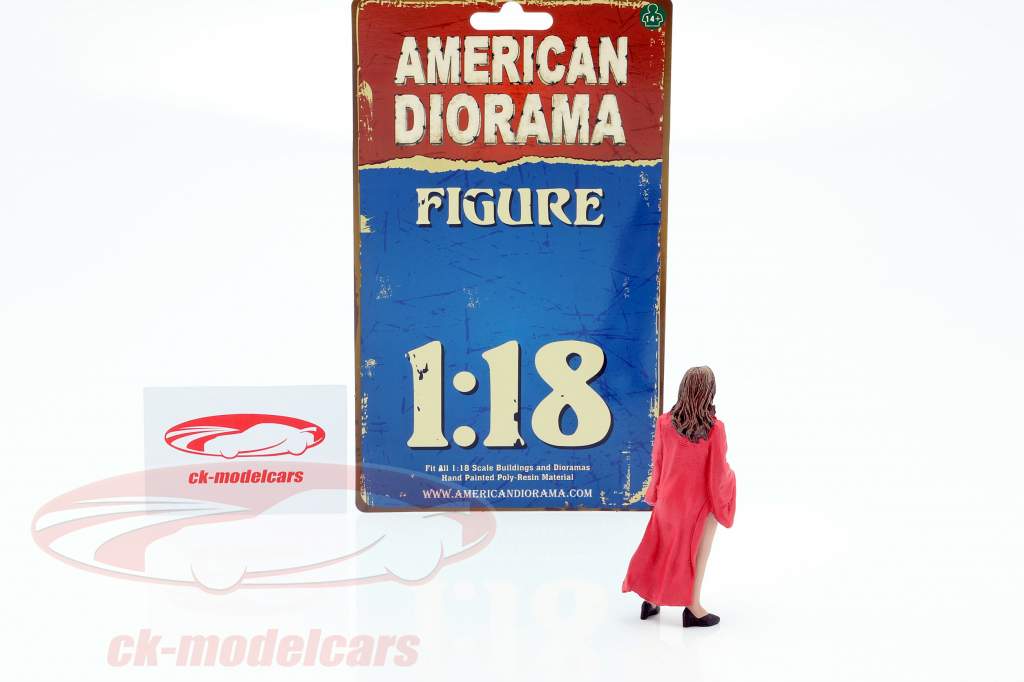 14+
AMERICAN
DIORAMA
FIGURE
1:18
Fit All 1:18 Scale Buildings and Dioramas
Hand Painted Poly-Resin Material
WWW.AMERICANDIORAMA.COM
ck-modelcars
ck-modelcars